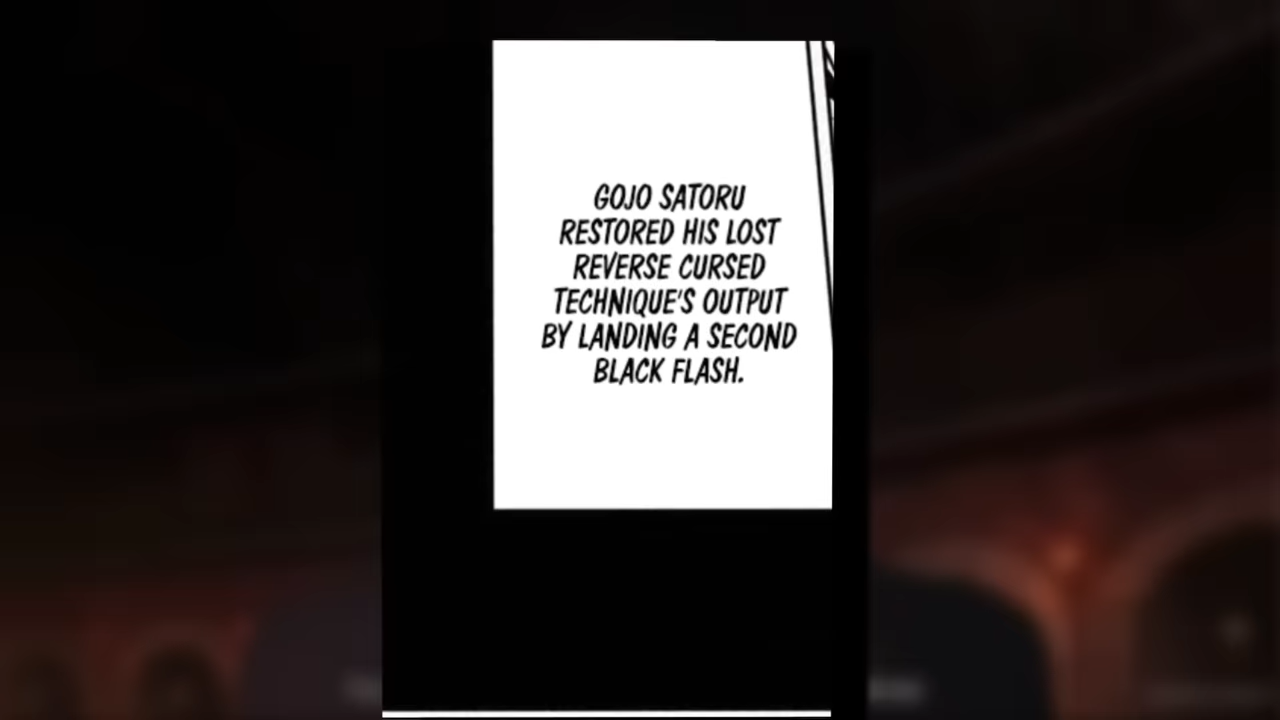 GOJO SATORU
RESTORED HIS LOST
REVERSE CURSED
TECHNIQUE'S OUTPUT
BY LANDING A SECOND
BLACK FLASH.